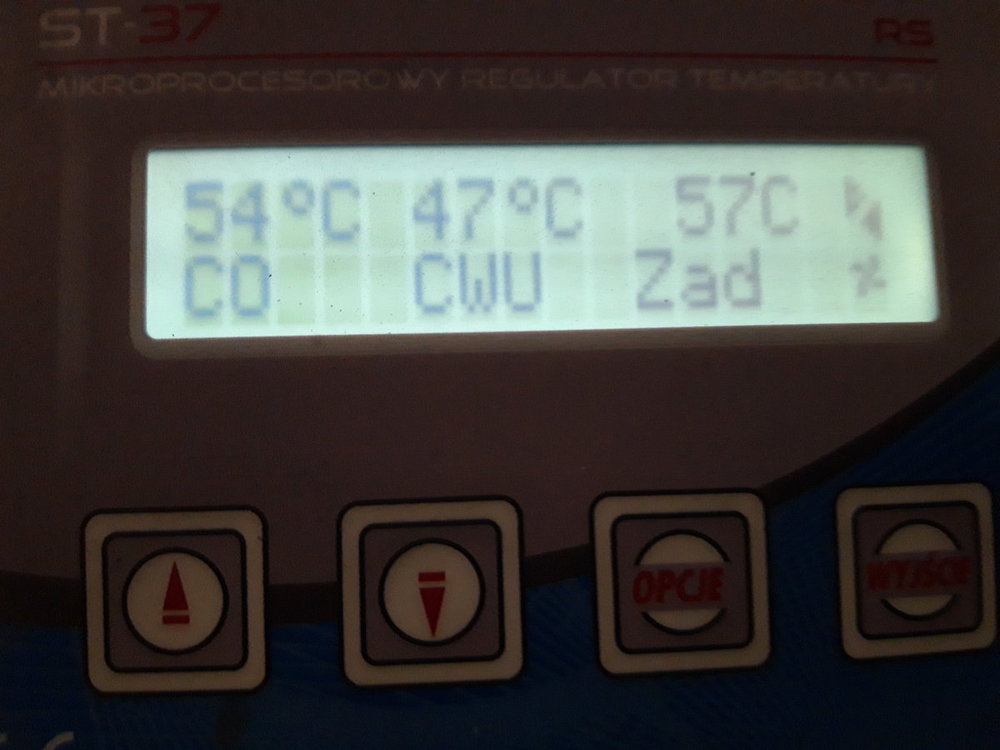 ST-37 RS
MIKROPROCESOROWY REGULATOR TEMPERATURY
54°C 47°C 57C
CO CWU Zad
OPCJE WYJŚCIE